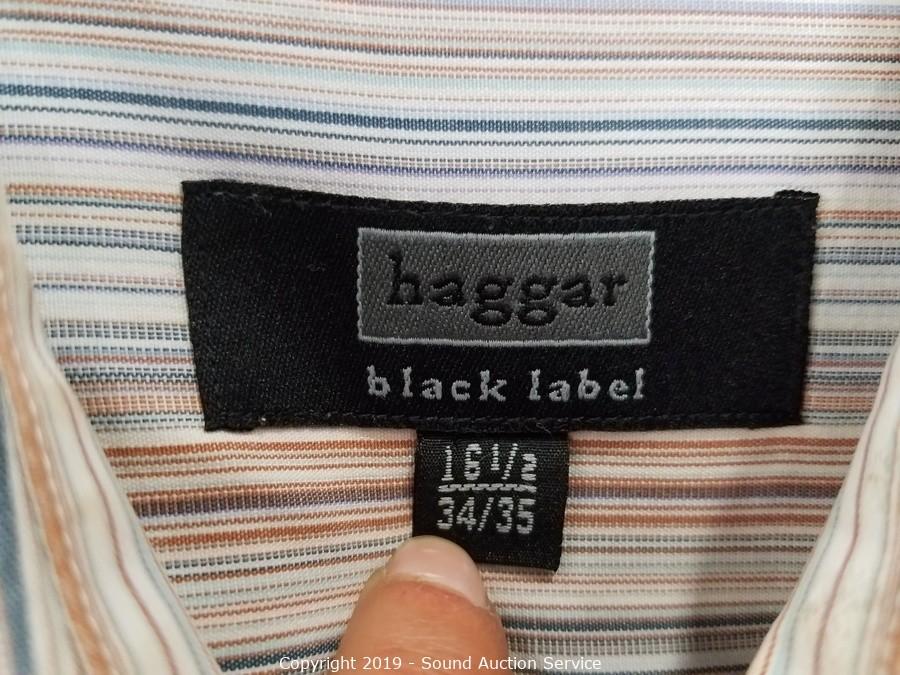 haggar
black label
16 1/2
34/35
Copyright 2019 - Sound Auction Service